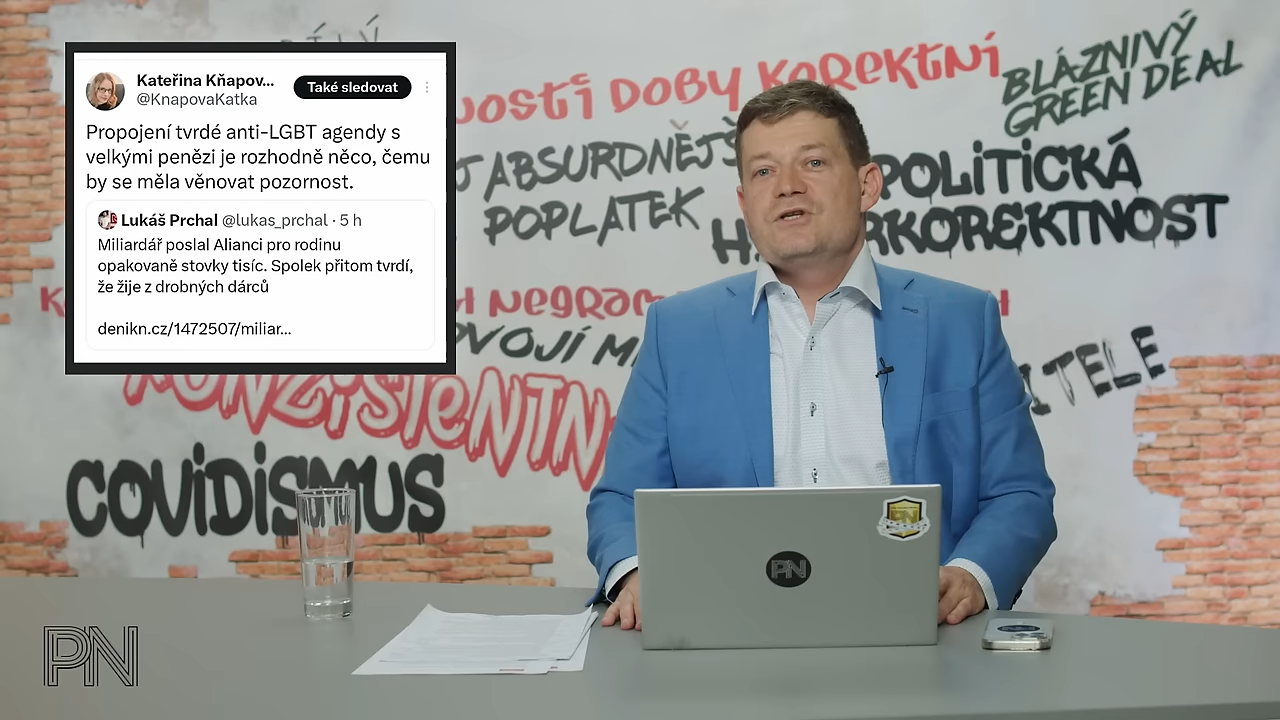 Kateřina Kňapov...
@KnapovaKatka
Také sledovat
Propojení tvrdé anti-LGBT agendy s
velkými penězi je rozhodně něco, čemu
by se měla věnovat pozornost.
Lukáš Prchal @lukas_prchal · 5 h
Miliardář poslal Alianci pro rodinu
opakovaně stovky tisíc. Spolek přitom tvrdí,
že žije z drobných dárců
denikn.cz/1472507/miliar...
DOBY KOREKTNÍ
BLÁZNIVÝ
GREEN DEAL
ABSURDNĚJŠ
POPLATEK
POLITICKÁ
RKOREKTNOST
COVIDISMUS
PN
PN
PN